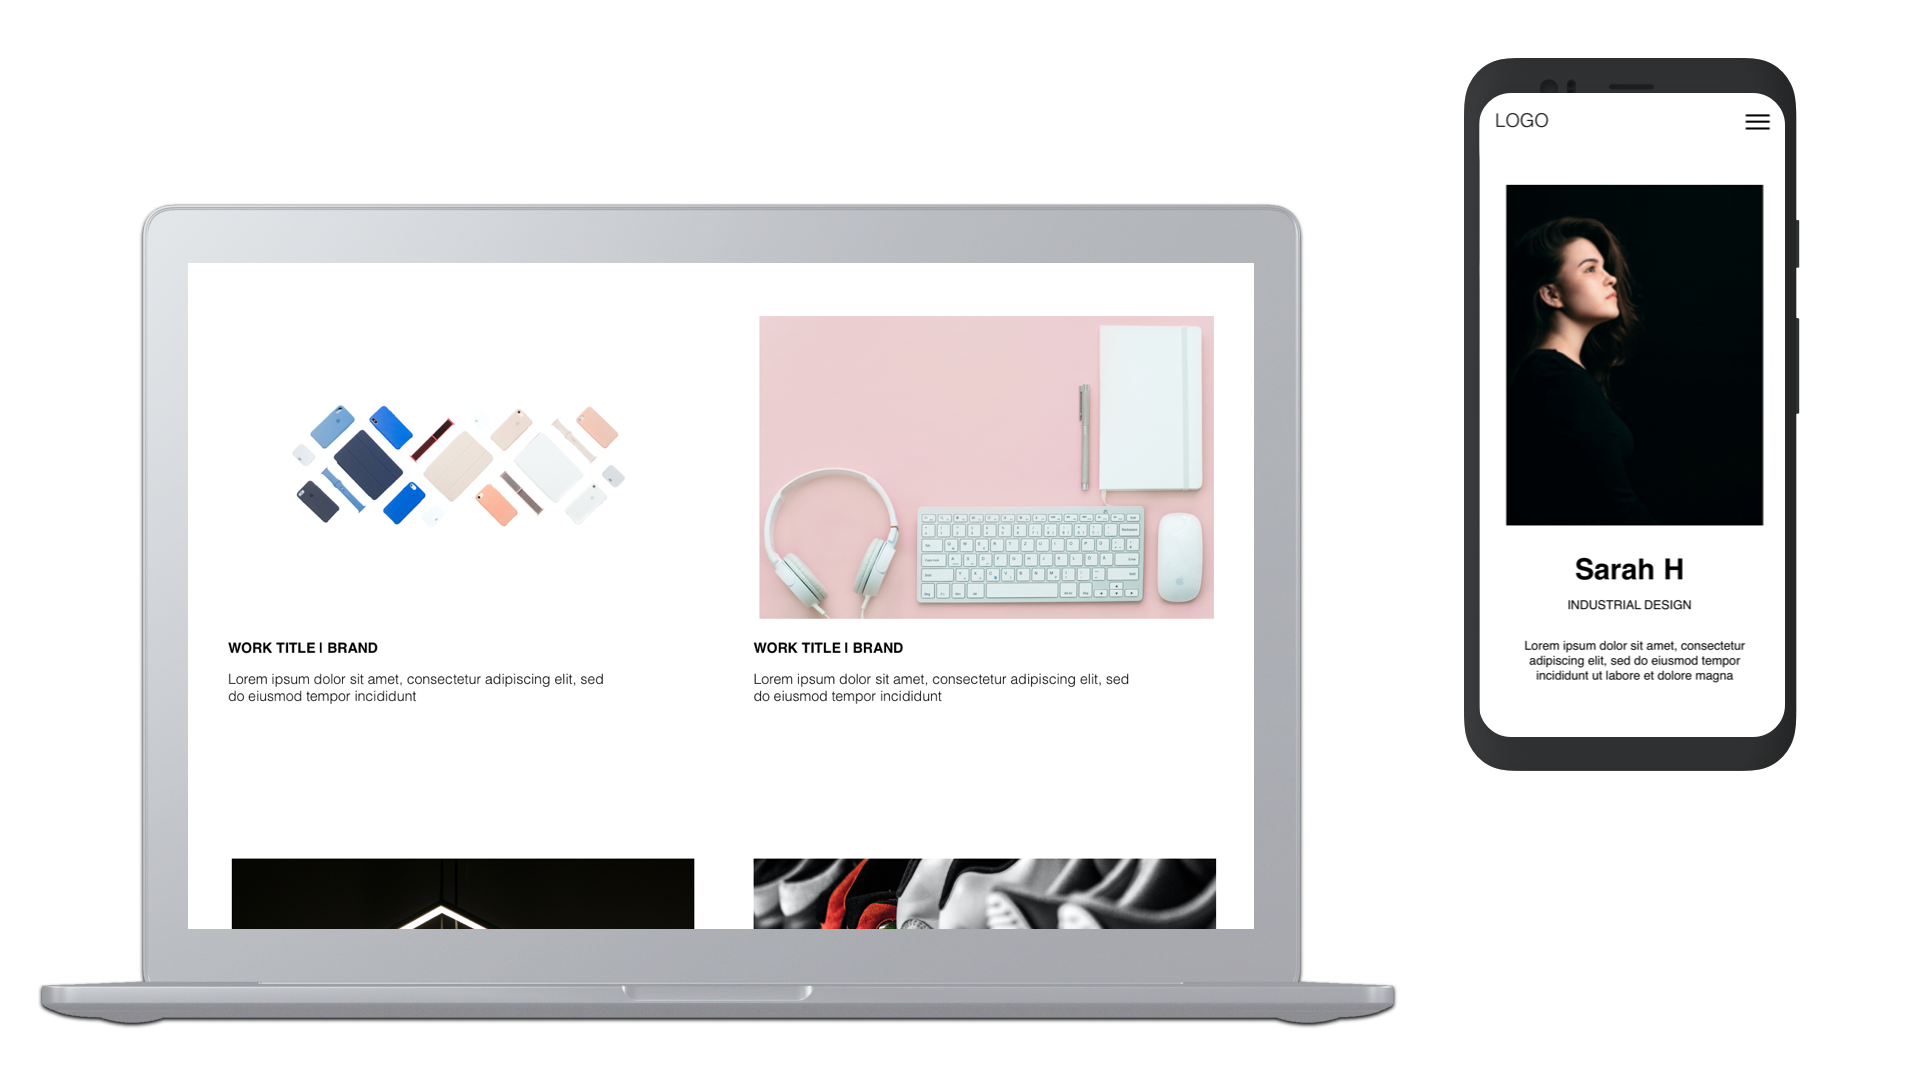 LOGO
Sarah H
INDUSTRIAL DESIGN
Lorem ipsum dolor sit amet, consectetur
adipiscing elit, sed do eiusmod tempor
incididunt ut labore et dolore magna
WORK TITLE | BRAND
Lorem ipsum dolor sit amet, consectetur adipiscing elit, sed
do eiusmod tempor incididunt
WORK TITLE | BRAND
Lorem ipsum dolor sit amet, consectetur adipiscing elit, sed
do eiusmod tempor incididunt